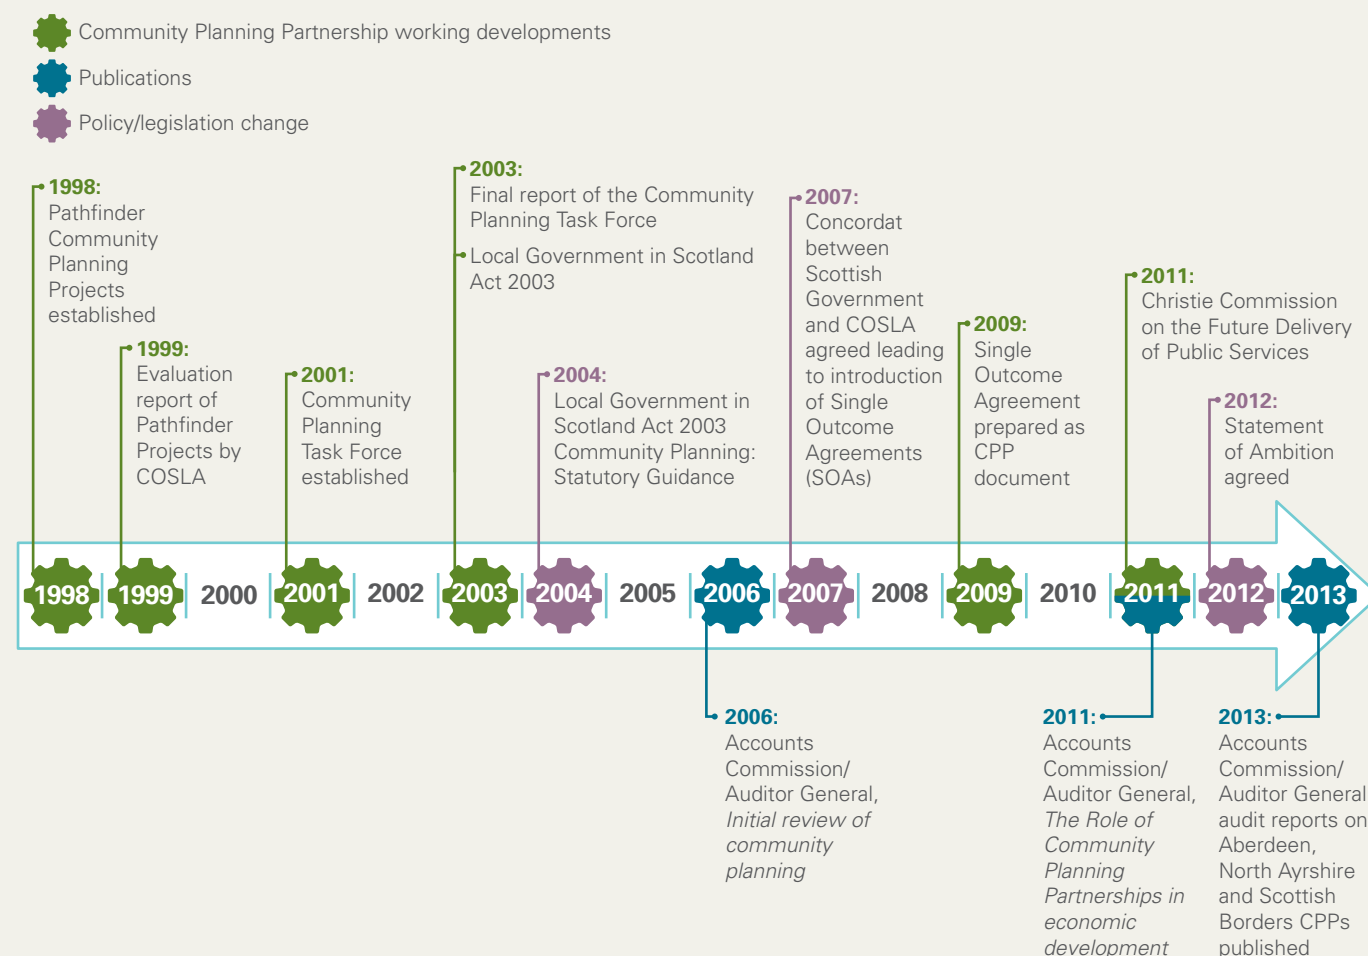 Community Planning Partnership working developments
Publications
Policy/legislation change
1998:
Pathfinder
Community
Planning
Projects
established
1999:
Evaluation
report of
Pathfinder
Projects by
COSLA
2001:
Community
Planning
Task Force
established
2003:
Final report of the Community
Planning Task Force
Local Government in Scotland
Act 2003
2004:
Local Government in
Scotland Act 2003
Community Planning:
Statutory Guidance
2007:
Concordat
between
Scottish
Government
and COSLA
agreed leading
to introduction
of Single
Outcome
Agreements
(SOAs)
2009:
Single
Outcome
Agreement
prepared as
CPP
document
2011:
Christie Commission
on the Future Delivery
of Public Services
2012:
Statement
of Ambition
agreed
1998 1999 2000 2001 2002 2003 2004 2005 2006 2007 2008 2009 2010 2011 2012 2013
2006:
Accounts
Commission/
Auditor General,
Initial review of
community
planning
2011:
Accounts
Commission/
Auditor General,
The Role of
Community
Planning
Partnerships in
economic
development
2013:
Accounts
Commission/
Auditor General
audit reports on
Aberdeen,
North Ayrshire
and Scottish
Borders CPPs
published